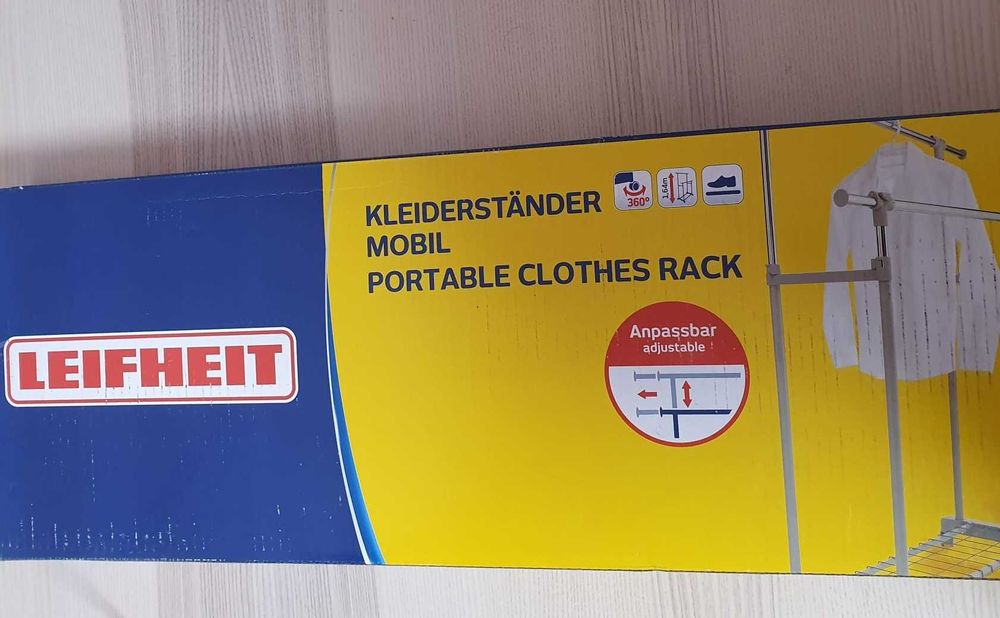 LEIFHEIT
KLEIDERSTÄNDER
MOBIL
PORTABLE CLOTHES RACK
360°
1,64m
Anpassbar
adjustable